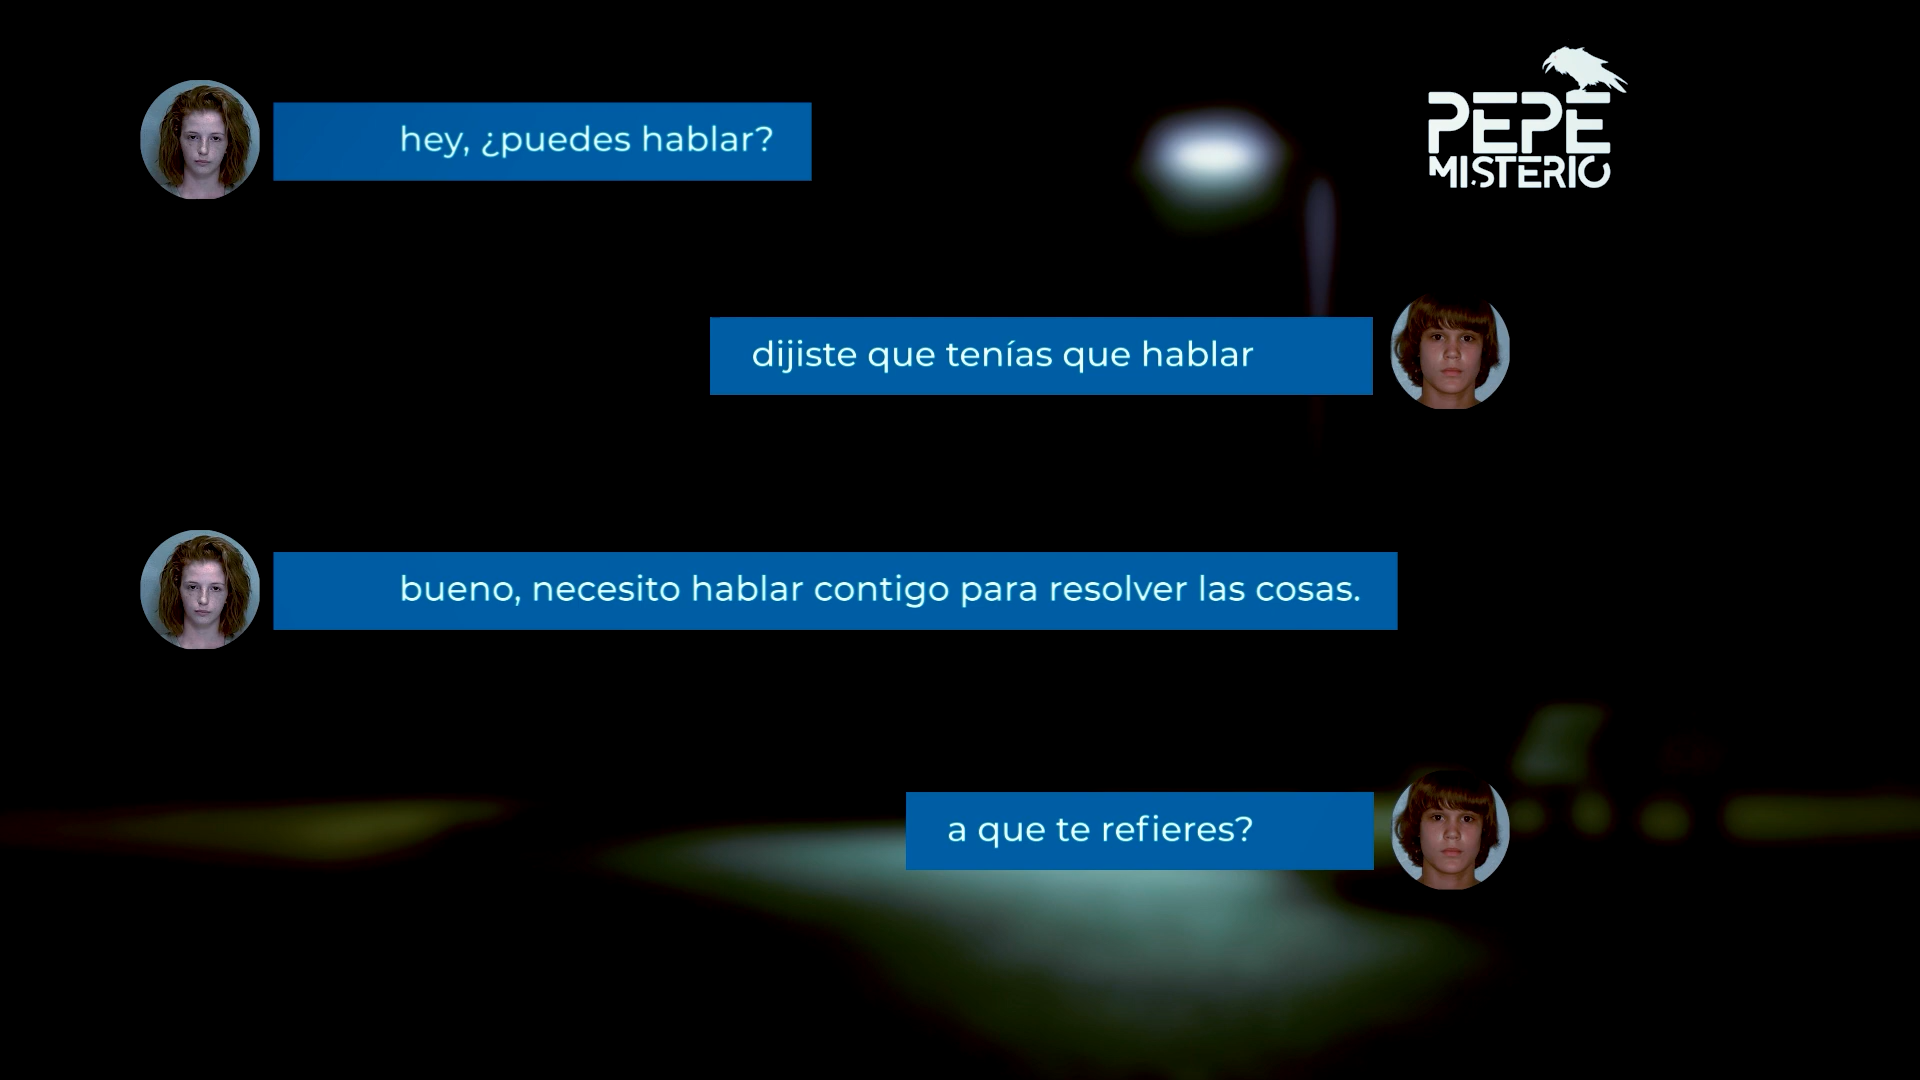 hey, ¿puedes hablar?
PEPE
MISTERIO
dijiste que tenías que hablar
bueno, necesito hablar contigo para resolver las cosas.
a que te refieres?